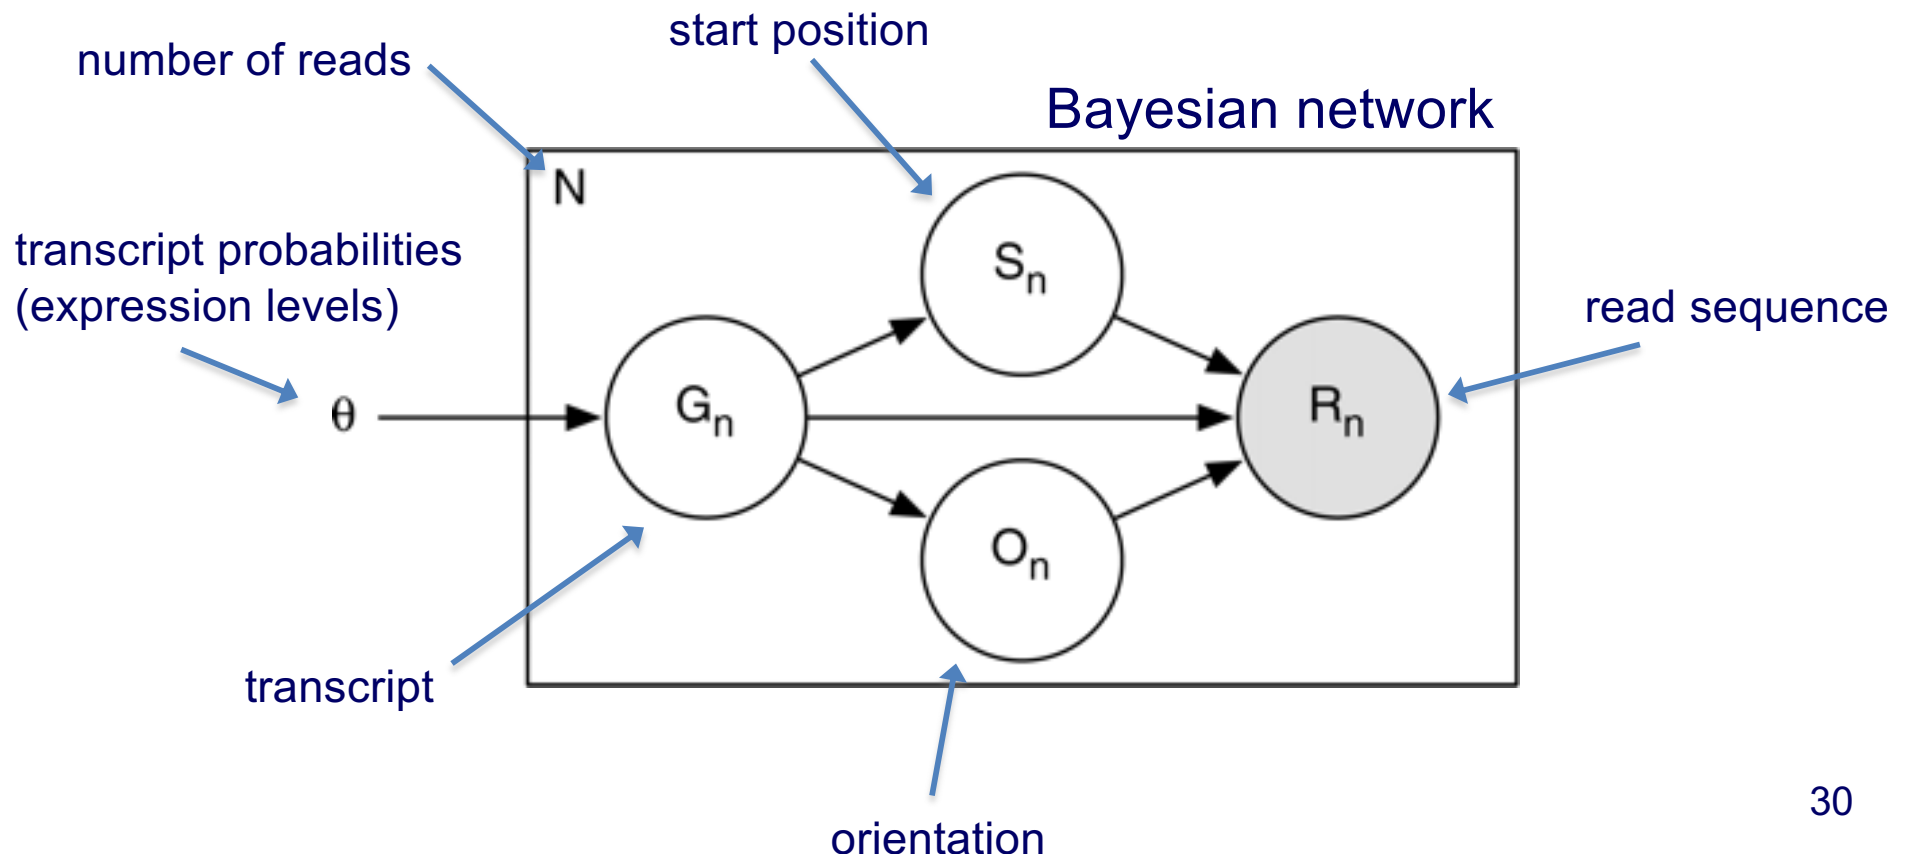 start position
number of reads
Bayesian network
N
transcript probabilities
(expression levels)
Sn
read sequence
θ
Gn
Rn
On
transcript
30
orientation